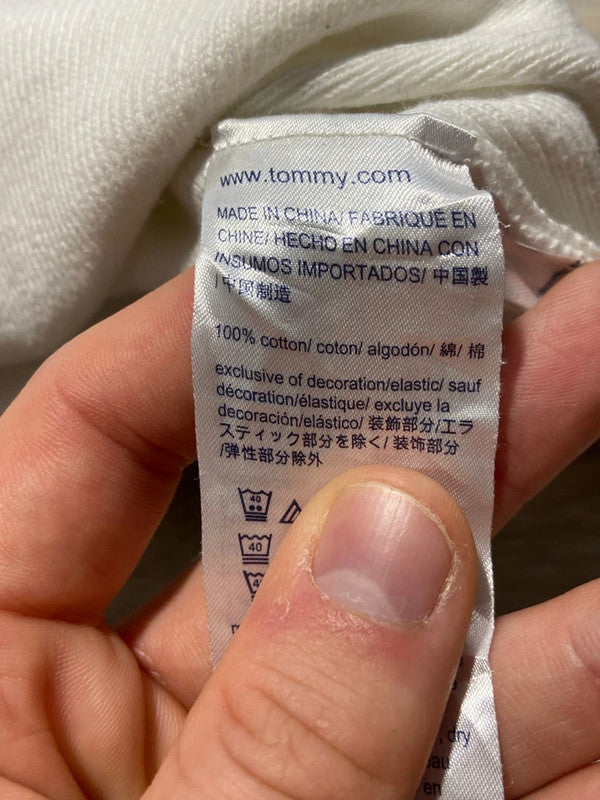 www.tommy.com
MADE IN CHINA/ FABRIQUÉ EN
CHINE/ HECHO EN CHINA CON
INSUMOS IMPORTADOS/ 中国製
/中国制造
100% cotton/ coton/ algodón/ 綿/ 棉
exclusive of decoration/elastic/ sauf
décoration/élastique/ excluye la
decoración/elástico/ 装飾部分/エラ
スティック部分を除く/ 装饰部分
/弹性部分除外
40
40
, dry
en